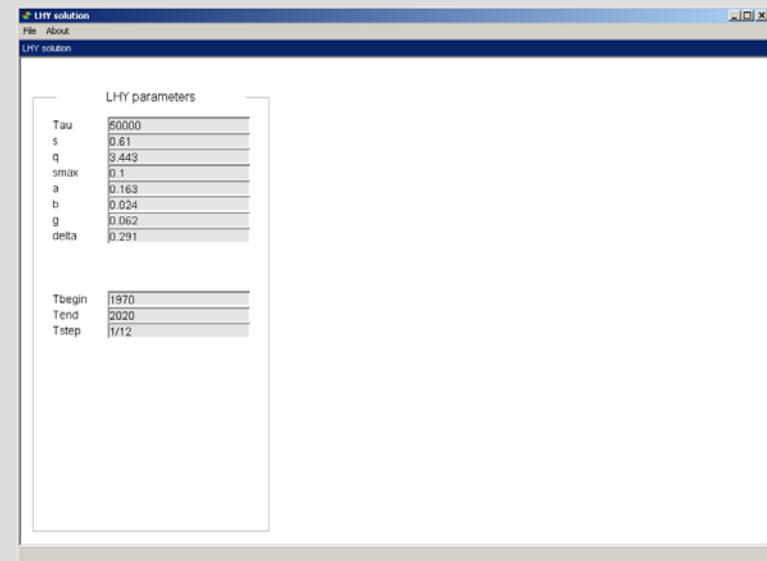 LHY solution
File About
LHY solution
LHY parameters
Tau 50000
s 0.61
q 3.443
smax 0.1
a 0.163
b 0.024
g 0.062
delta 0.291
Tbegin 1970
Tend 2020
Tstep 1/12